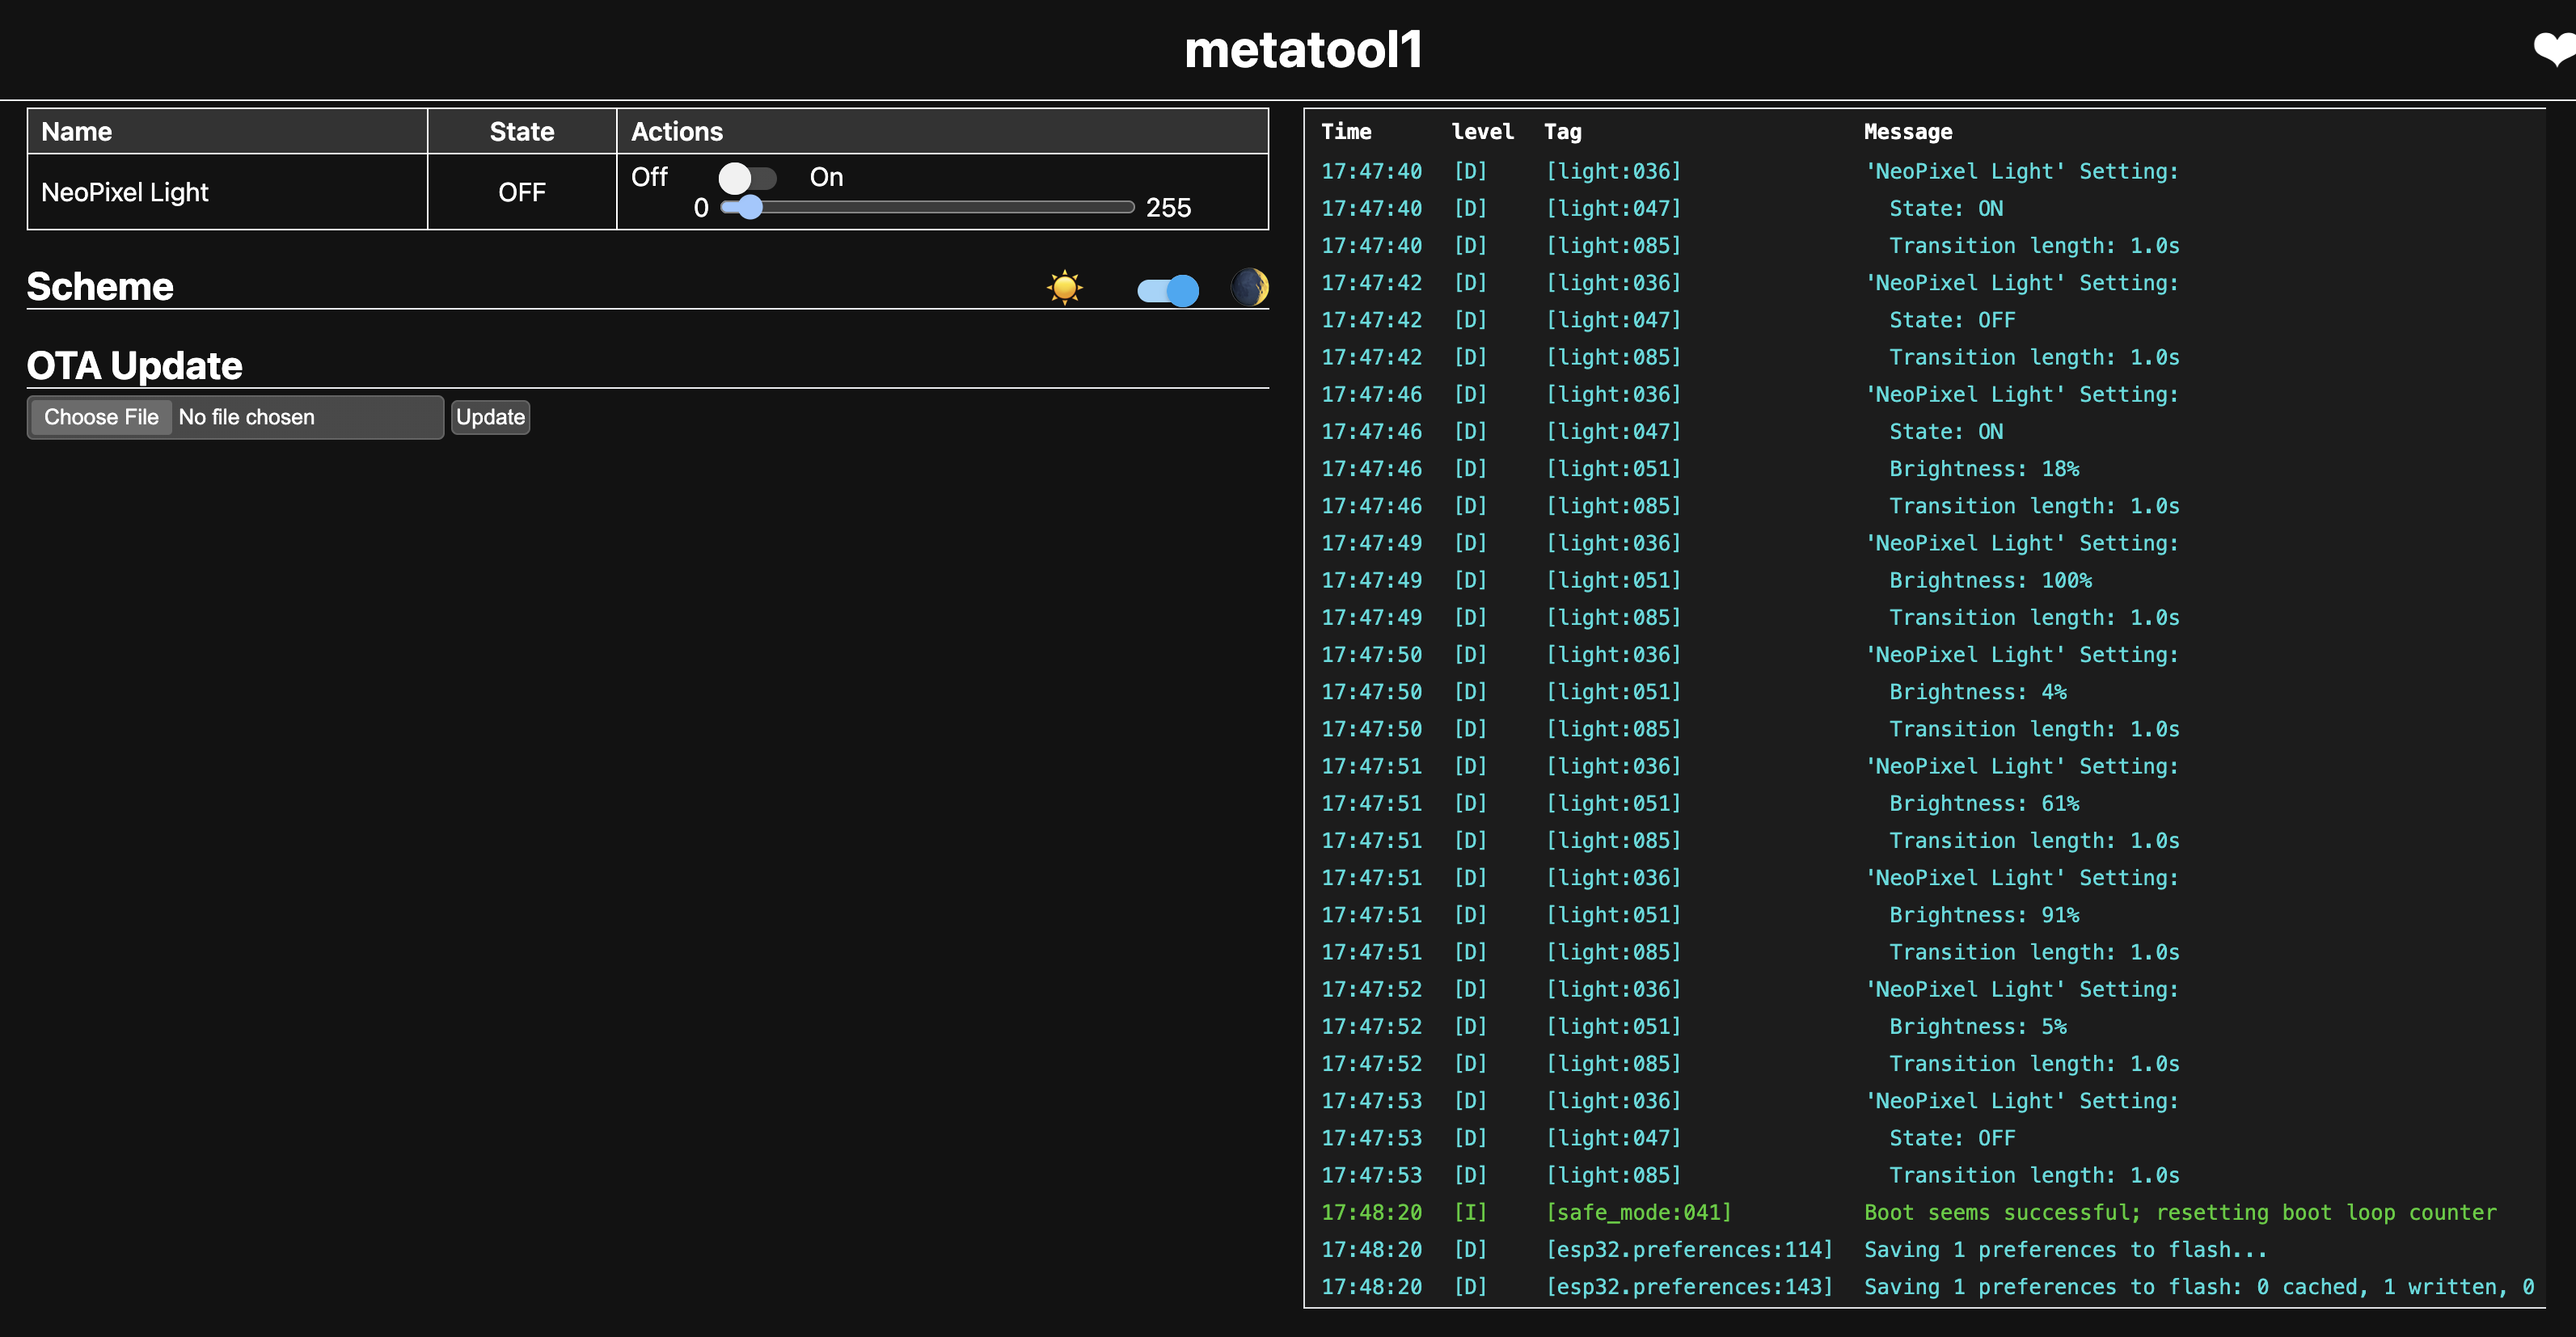 metatool1
Name State Actions
NeoPixel Light OFF Off On
0 255
Scheme
OTA Update
Choose File No file chosen Update
Time level Tag Message
17:47:40 [D] [light:036] 'NeoPixel Light' Setting:
17:47:40 [D] [light:047] State: ON
17:47:40 [D] [light:085] Transition length: 1.0s
17:47:42 [D] [light:036] 'NeoPixel Light' Setting:
17:47:42 [D] [light:047] State: OFF
17:47:42 [D] [light:085] Transition length: 1.0s
17:47:46 [D] [light:036] 'NeoPixel Light' Setting:
17:47:46 [D] [light:047] State: ON
17:47:46 [D] [light:051] Brightness: 18%
17:47:46 [D] [light:085] Transition length: 1.0s
17:47:49 [D] [light:036] 'NeoPixel Light' Setting:
17:47:49 [D] [light:051] Brightness: 100%
17:47:49 [D] [light:085] Transition length: 1.0s
17:47:50 [D] [light:036] 'NeoPixel Light' Setting:
17:47:50 [D] [light:051] Brightness: 4%
17:47:50 [D] [light:085] Transition length: 1.0s
17:47:51 [D] [light:036] 'NeoPixel Light' Setting:
17:47:51 [D] [light:051] Brightness: 61%
17:47:51 [D] [light:085] Transition length: 1.0s
17:47:51 [D] [light:036] 'NeoPixel Light' Setting:
17:47:51 [D] [light:051] Brightness: 91%
17:47:51 [D] [light:085] Transition length: 1.0s
17:47:52 [D] [light:036] 'NeoPixel Light' Setting:
17:47:52 [D] [light:051] Brightness: 5%
17:47:52 [D] [light:085] Transition length: 1.0s
17:47:53 [D] [light:036] 'NeoPixel Light' Setting:
17:47:53 [D] [light:047] State: OFF
17:47:53 [D] [light:085] Transition length: 1.0s
17:48:20 [I] [safe_mode:041] Boot seems successful; resetting boot loop counter
17:48:20 [D] [esp32.preferences:114] Saving 1 preferences to flash...
17:48:20 [D] [esp32.preferences:143] Saving 1 preferences to flash: 0 cached, 1 written, 0